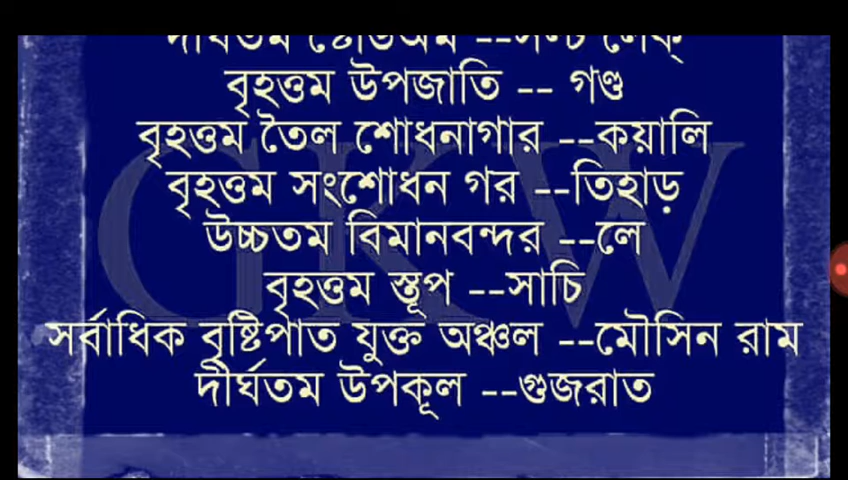 বৃহত্তম উপজাতি -- গণ্ড
বৃহত্তম তৈল শোধনাগার --কয়ালি
বৃহত্তম সংশোধন গর --তিহাড়
উচ্চতম বিমানবন্দর --লে
বৃহত্তম স্তূপ --সাচি
সর্বাধিক বৃষ্টিপাত যুক্ত অঞ্চল --মৌসিন রাম
দীর্ঘতম উপকূল --গুজরাত
GKW